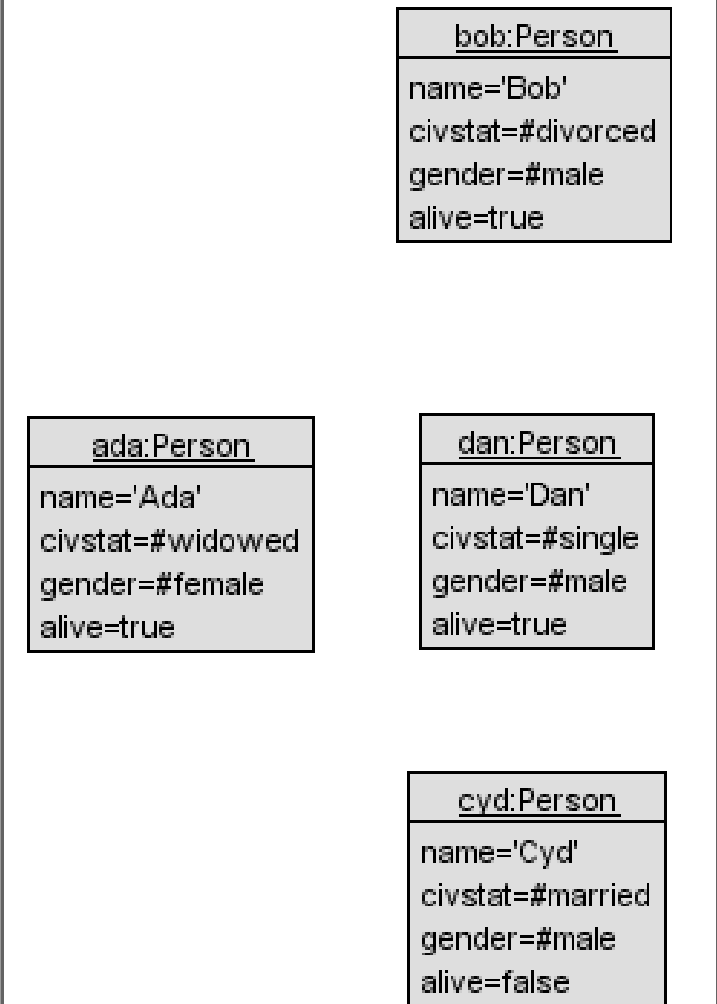 bob:Person
name='Bob'
civstat=#divorced
gender=#male
alive=true
ada:Person
name='Ada'
civstat=#widowed
gender=#female
alive=true
dan:Person
name='Dan'
civstat=#single
gender=#male
alive=true
cyd:Person
name='Cyd'
civstat=#married
gender=#male
alive=false